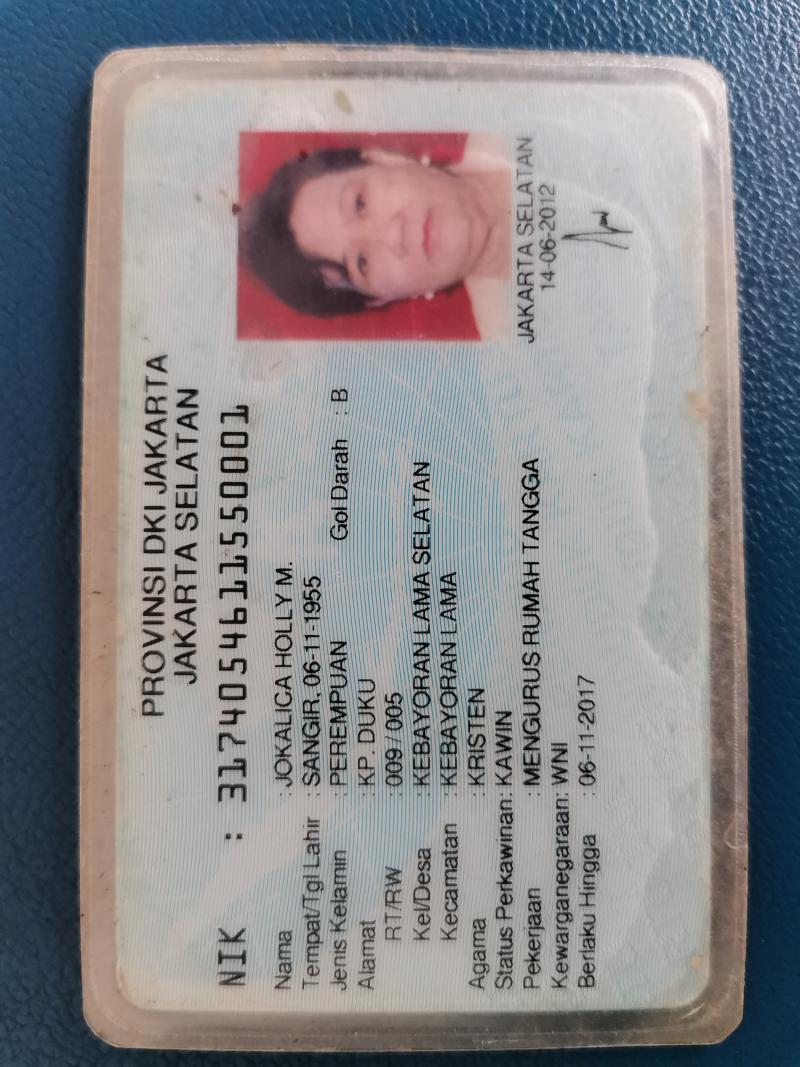 PROVINSI DKI JAKARTA
JAKARTA SELATAN
NIK : 3174054611550001
Nama : JOKALICA HOLLY M.
Tempat/Tgl Lahir : SANGIR, 06-11-1955
Jenis Kelamin : PEREMPUAN Gol Darah : B
Alamat : KP. DUKU
RT/RW : 009 / 005
Kel/Desa : KEBAYORAN LAMA SELATAN
Kecamatan : KEBAYORAN LAMA
Agama : KRISTEN
Status Perkawinan: KAWIN
Pekerjaan : MENGURUS RUMAH TANGGA
Kewarganegaraan: WNI
Berlaku Hingga : 06-11-2017
JAKARTA SELATAN
14-06-2012